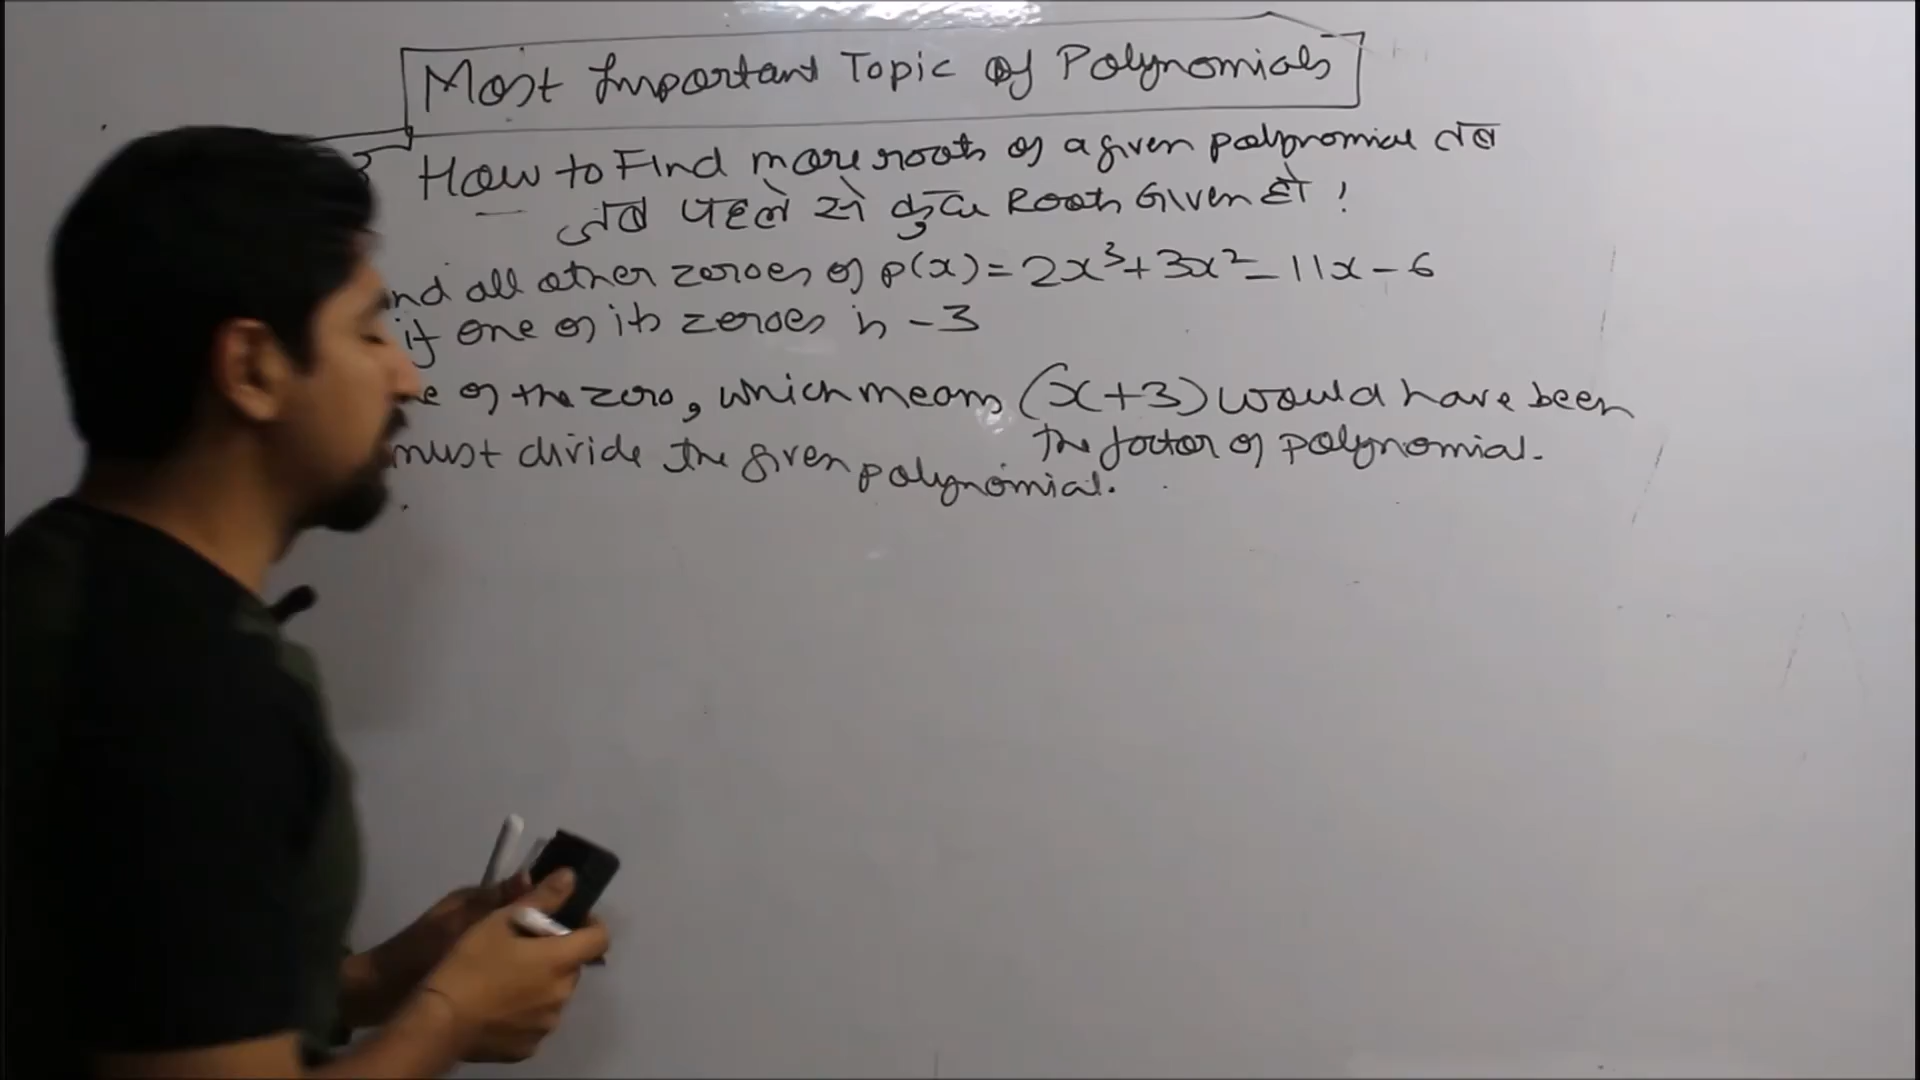 Most Important Topic of Polynomials
How to Find more roots of a given polynomial तब
जब पहले से कुछ Roots Given हो !
nd all other zeroes of p(x) = 2x³ + 3x² - 11x - 6
if one of its zeroes is -3
e of the zero, which means (x+3) would have been
the factor of polynomial.
must divide the given polynomial.